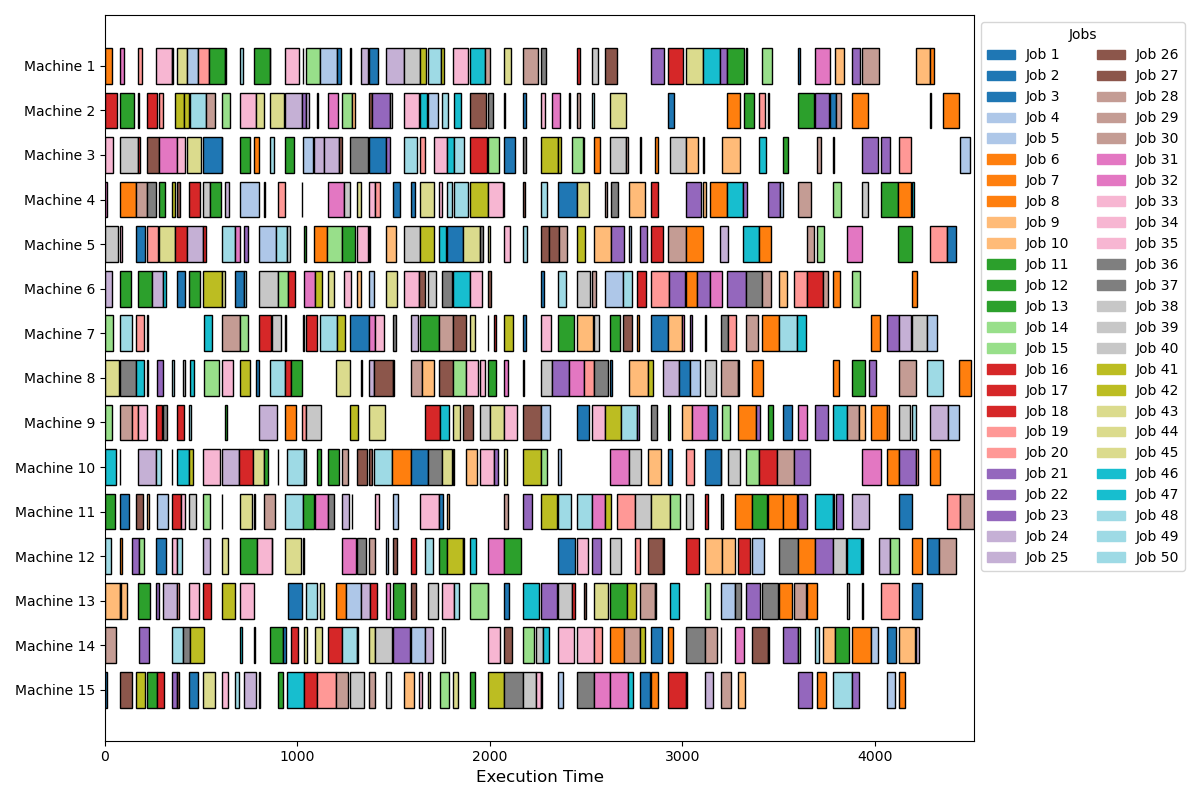 Machine 1
Machine 2
Machine 3
Machine 4
Machine 5
Machine 6
Machine 7
Machine 8
Machine 9
Machine 10
Machine 11
Machine 12
Machine 13
Machine 14
Machine 15
0 1000 2000 3000 4000
Execution Time
Jobs
Job 1
Job 2
Job 3
Job 4
Job 5
Job 6
Job 7
Job 8
Job 9
Job 10
Job 11
Job 12
Job 13
Job 14
Job 15
Job 16
Job 17
Job 18
Job 19
Job 20
Job 21
Job 22
Job 23
Job 24
Job 25
Job 26
Job 27
Job 28
Job 29
Job 30
Job 31
Job 32
Job 33
Job 34
Job 35
Job 36
Job 37
Job 38
Job 39
Job 40
Job 41
Job 42
Job 43
Job 44
Job 45
Job 46
Job 47
Job 48
Job 49
Job 50